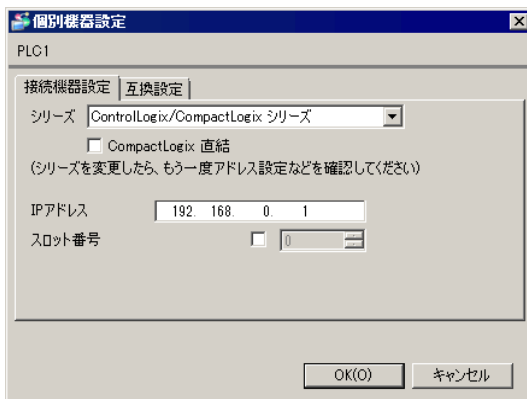 個別機器設定
PLC1
接続機器設定 互換設定
シリーズ ControlLogix/CompactLogix シリーズ
CompactLogix 直結
(シリーズを変更したら、もう一度アドレス設定などを確認してください)
IPアドレス 192. 168. 0. 1
スロット番号 0
OK(O) キャンセル